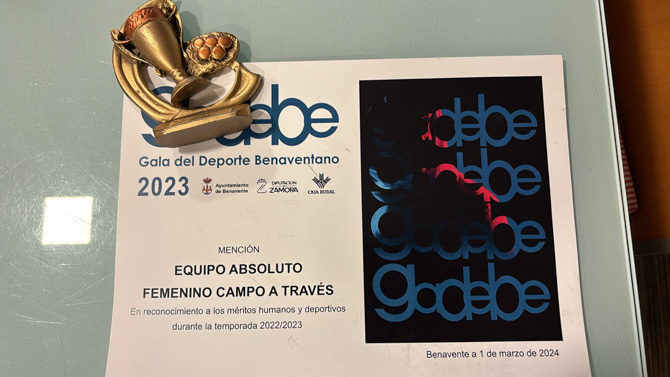 gadebe
Gala del Deporte Benaventano
2023
Ayuntamiento
de Benavente
DIPUTACIÓN
ZAMORA
CAJA RURAL
MENCIÓN
EQUIPO ABSOLUTO
FEMENINO CAMPO A TRAVÉS
En reconocimiento a los méritos humanos y deportivos
durante la temporada 2022/2023
gadebe
gadebe
gadebe
gadebe
Benavente a 1 de marzo de 2024